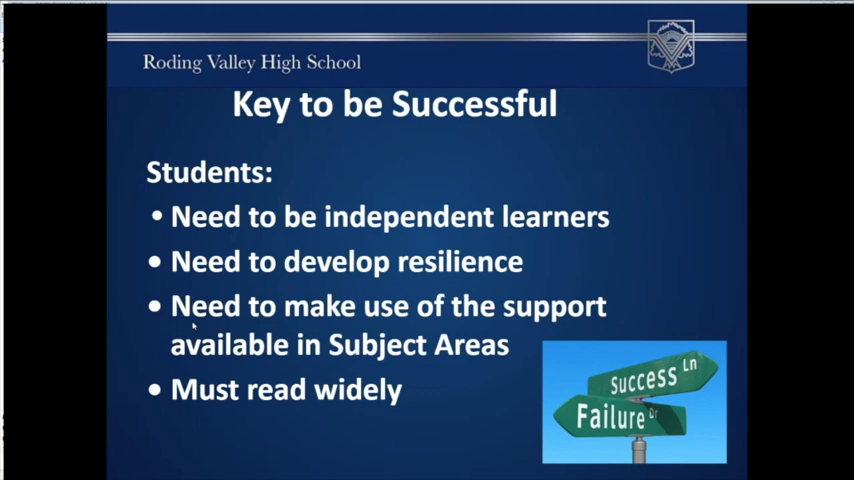 Roding Valley High School
Key to be Successful
Students:
• Need to be independent learners
• Need to develop resilience
• Need to make use of the support
available in Subject Areas
• Must read widely
Success Ln
Failure Dr